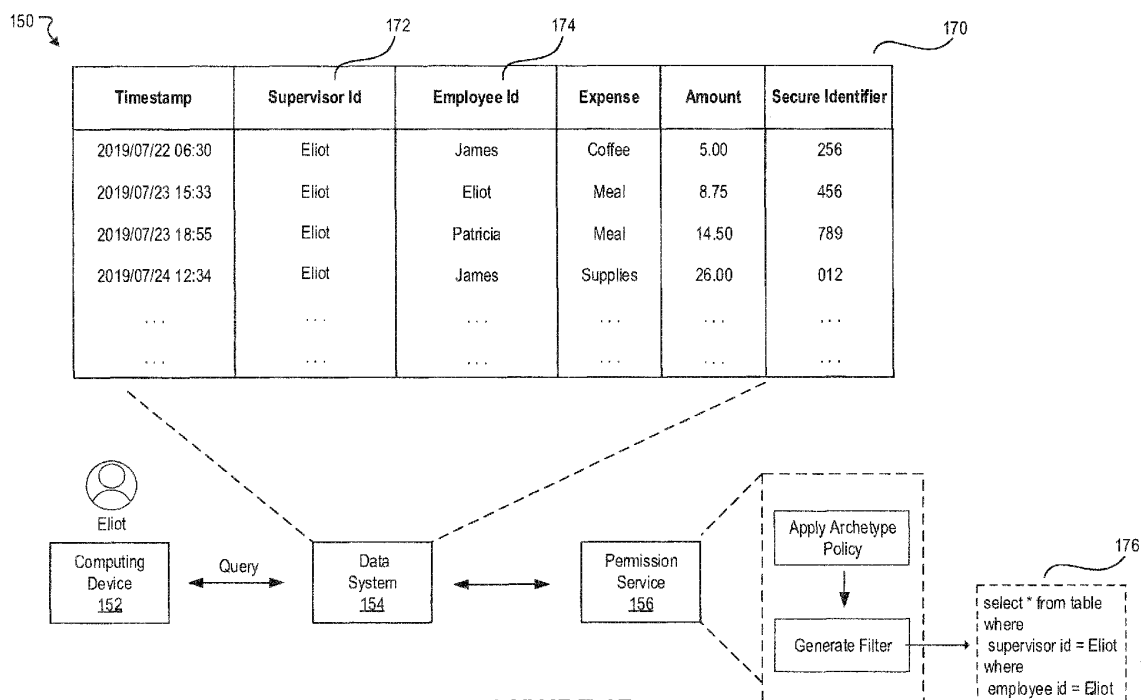 150
172
174
170
Timestamp Supervisor Id Employee Id Expense Amount Secure Identifier
2019/07/22 06:30 Eliot James Coffee 5.00 256
2019/07/23 15:33 Eliot Eliot Meal 8.75 456
2019/07/23 18:55 Eliot Patricia Meal 14.50 789
2019/07/24 12:34 Eliot James Supplies 26.00 012
... ... ... ... ... ...
... ... ... ... ... ...
Eliot
Computing
Device
152
Query
Data
System
154
Permission
Service
156
Apply Archetype
Policy
Generate Filter
176
select * from table
where
supervisor id = Eliot
where
employee id = Eliot